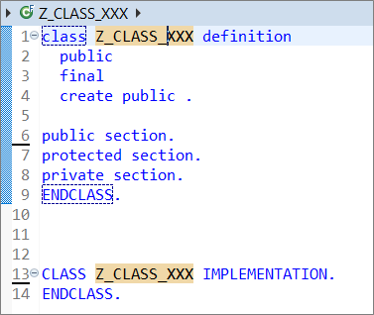 Z_CLASS_XXX
1 class Z_CLASS_XXX definition
2 public
3 final
4 create public .
5
6 public section.
7 protected section.
8 private section.
9 ENDCLASS.
10
11
12
13 CLASS Z_CLASS_XXX IMPLEMENTATION.
14 ENDCLASS.